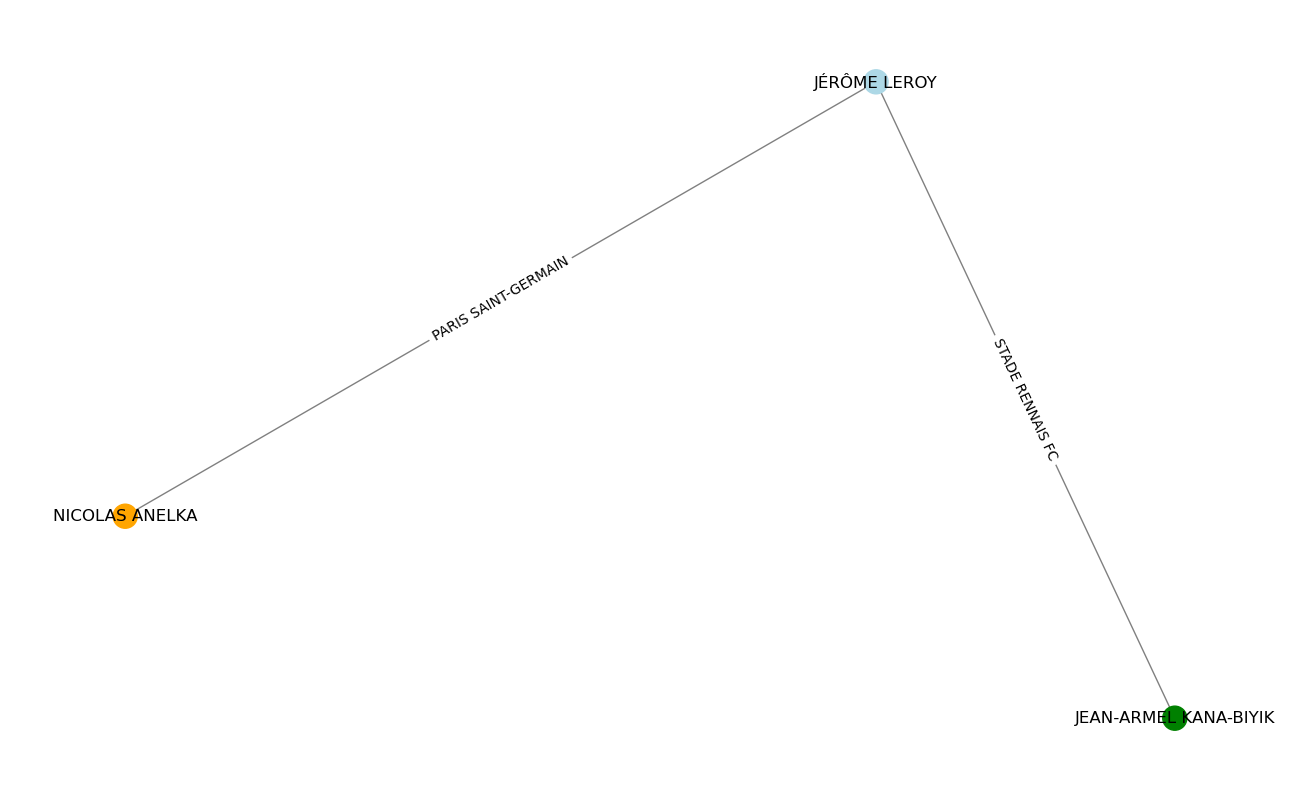 JÉRÔME LEROY
PARIS SAINT-GERMAIN
STADE RENNAIS FC
NICOLAS ANELKA
JEAN-ARMEL KANA-BIYIK